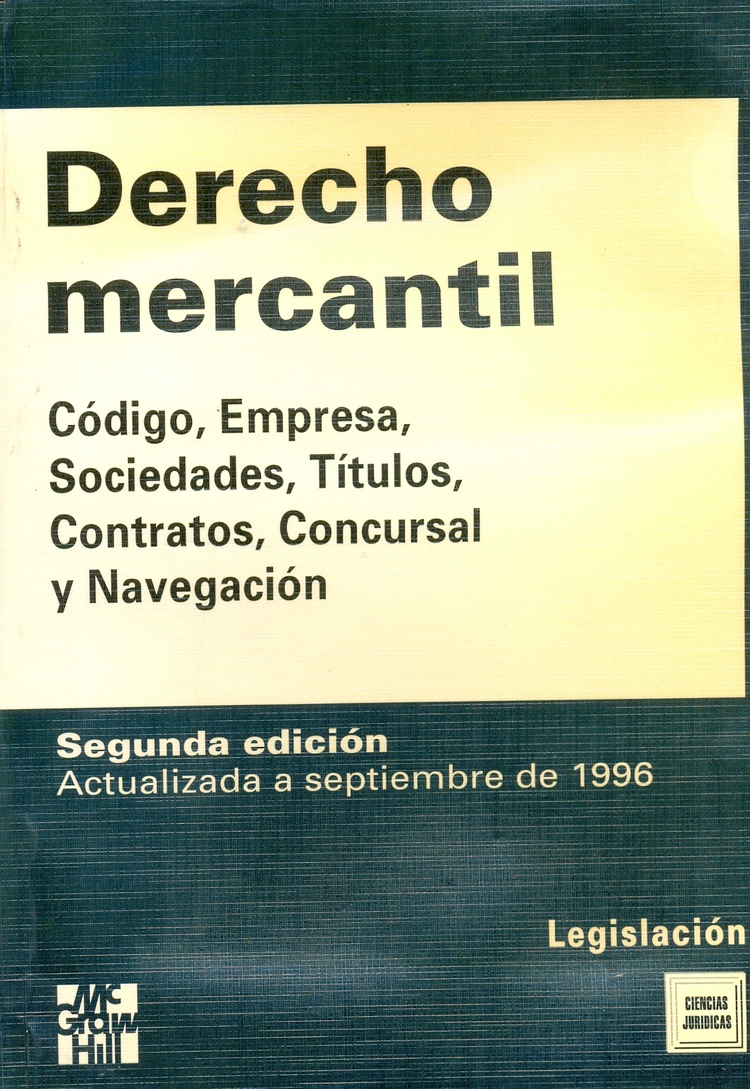 Derecho
mercantil
Código, Empresa,
Sociedades, Títulos,
Contratos, Concursal
y Navegación
Segunda edición
Actualizada a septiembre de 1996
Legislación
Mc
Graw
Hill
CIENCIAS
JURIDICAS